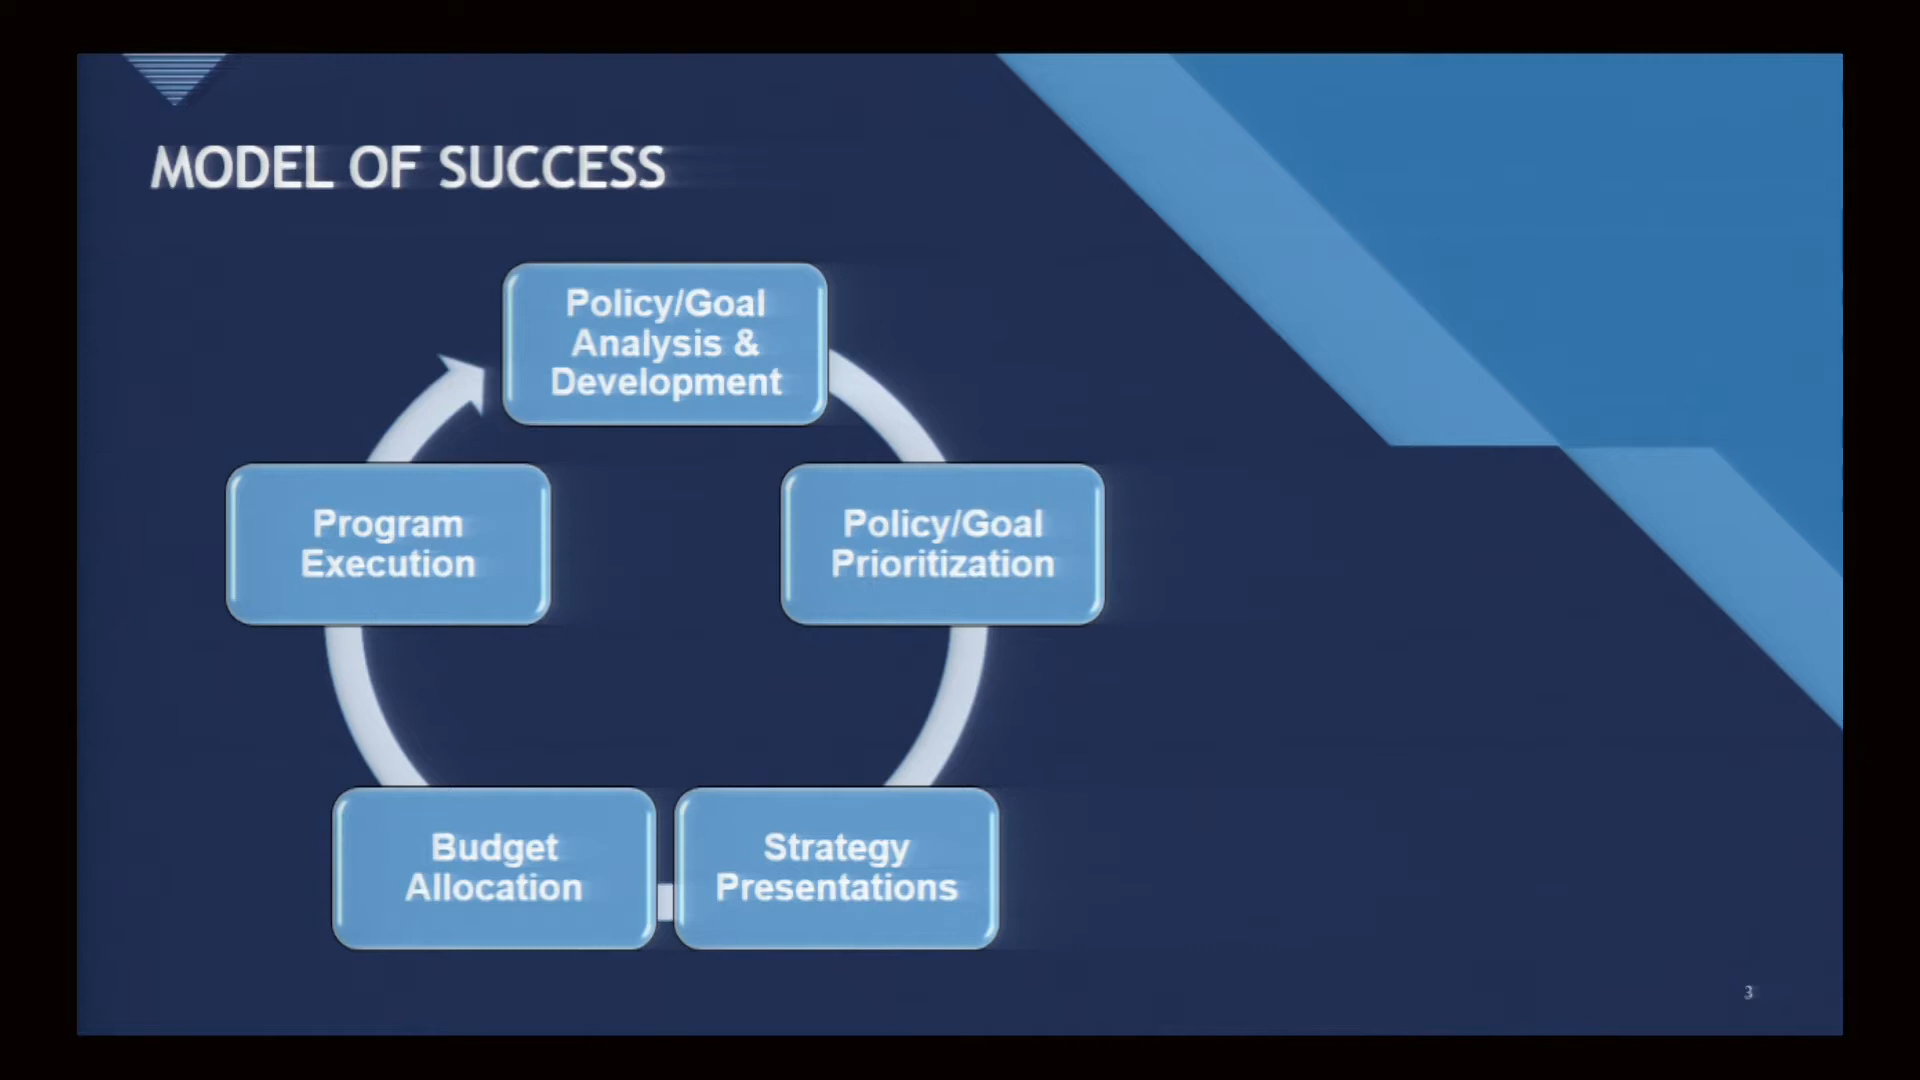 MODEL OF SUCCESS
Policy/Goal
Analysis &
Development
Policy/Goal
Prioritization
Strategy
Presentations
Budget
Allocation
Program
Execution
3